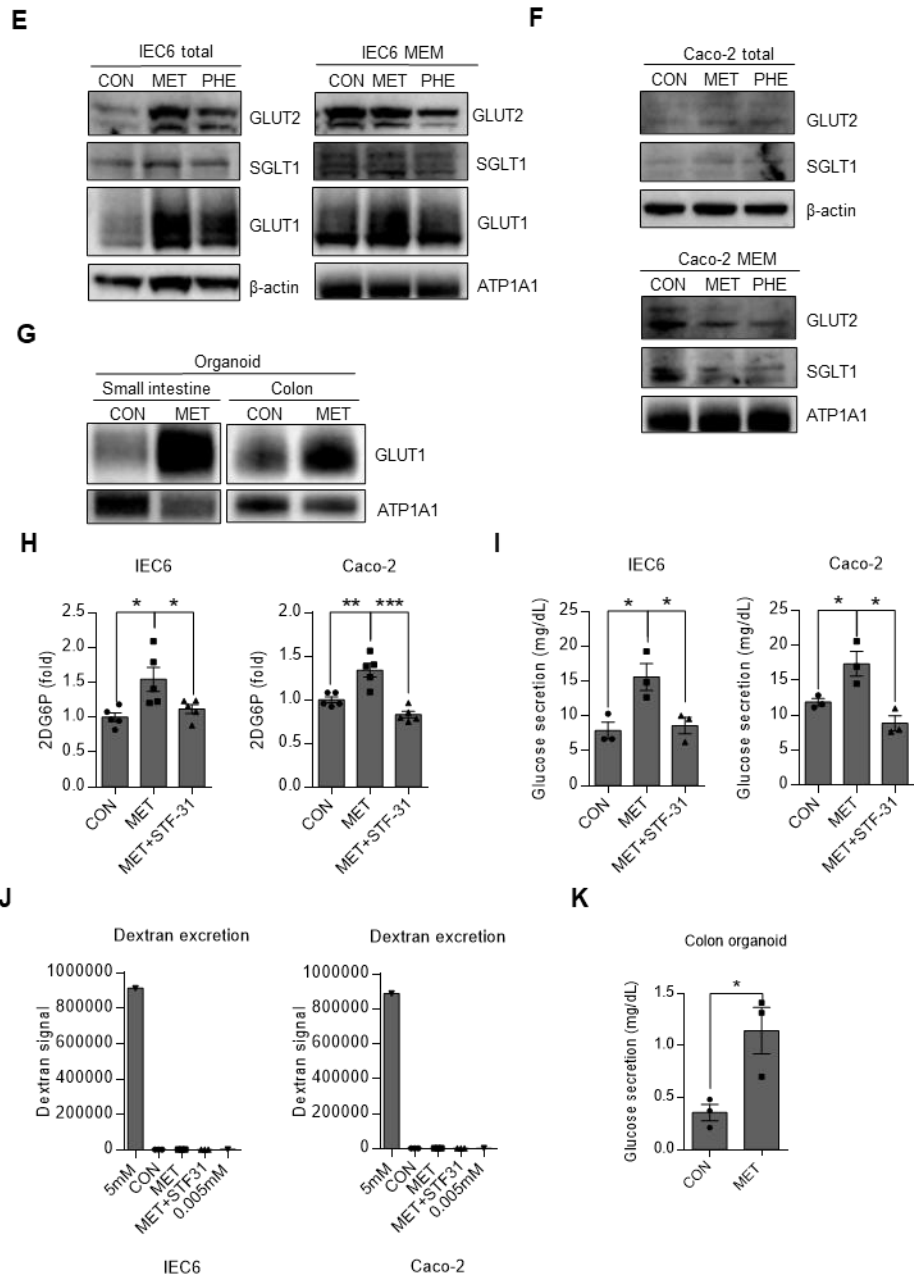 E
IEC6 total
CON MET PHE
GLUT2
SGLT1
GLUT1
β-actin
IEC6 MEM
CON MET PHE
GLUT2
SGLT1
GLUT1
ATP1A1
F
Caco-2 total
CON MET PHE
GLUT2
SGLT1
β-actin
Caco-2 MEM
CON MET PHE
GLUT2
SGLT1
ATP1A1
G
Organoid
Small intestine Colon
CON MET CON MET
GLUT1
ATP1A1
H
IEC6
2DG6P (fold)
2.5
2.0
1.5
1.0
0.5
0.0
* *
CON
MET
MET+STF-31
Caco-2
2DG6P (fold)
2.0
1.5
1.0
0.5
0.0
** ***
CON
MET
MET+STF-31
I
IEC6
Glucose secretion (mg/dL)
25
20
15
10
5
0
* *
CON
MET
MET+STF-31
Caco-2
Glucose secretion (mg/dL)
25
20
15
10
5
0
* *
CON
MET
MET+STF-31
J
Dextran excretion
Dextran signal
1000000
800000
600000
400000
200000
0
5mM
CON
MET
MET+STF31
0.005mM
IEC6
Dextran excretion
Dextran signal
1000000
800000
600000
400000
200000
0
5mM
CON
MET
MET+STF31
0.005mM
Caco-2
K
Colon organoid
Glucose secretion (mg/dL)
1.5
1.0
0.5
0.0
*
CON
MET